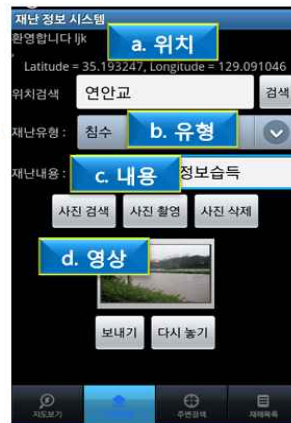 재난 정보 시스템
환영합니다 ljk
a. 위치
Latitude = 35.193247, Longitude = 129.091046
위치검색 연안교 검색
재난유형 : 침수 b. 유형
재난내용 : c. 내용 정보습득
사진 검색 사진 촬영 사진 삭제
d. 영상
보내기 다시 놓기
지도보기 주변검색 재해목록